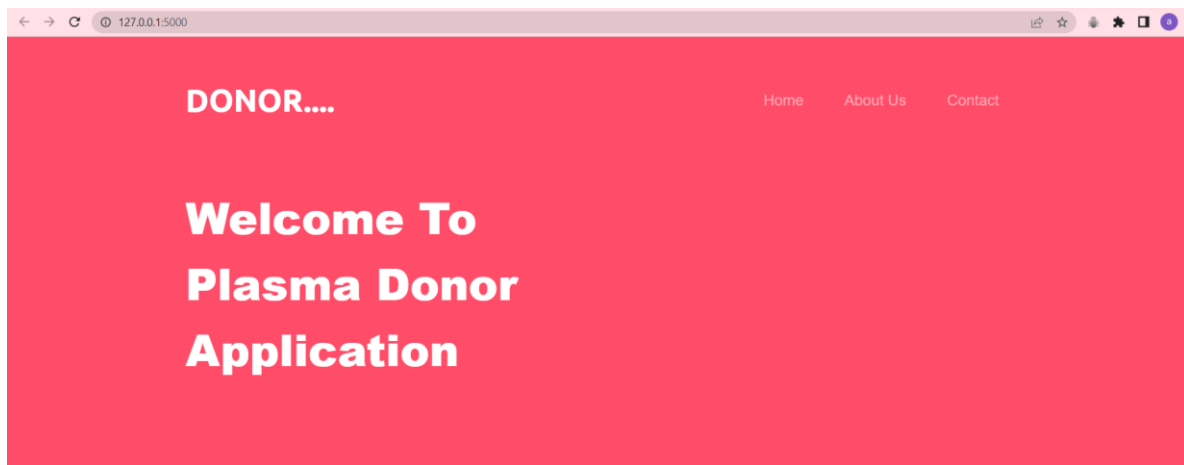 127.0.0.1:5000
a
DONOR....
Home About Us Contact
Welcome To
Plasma Donor
Application